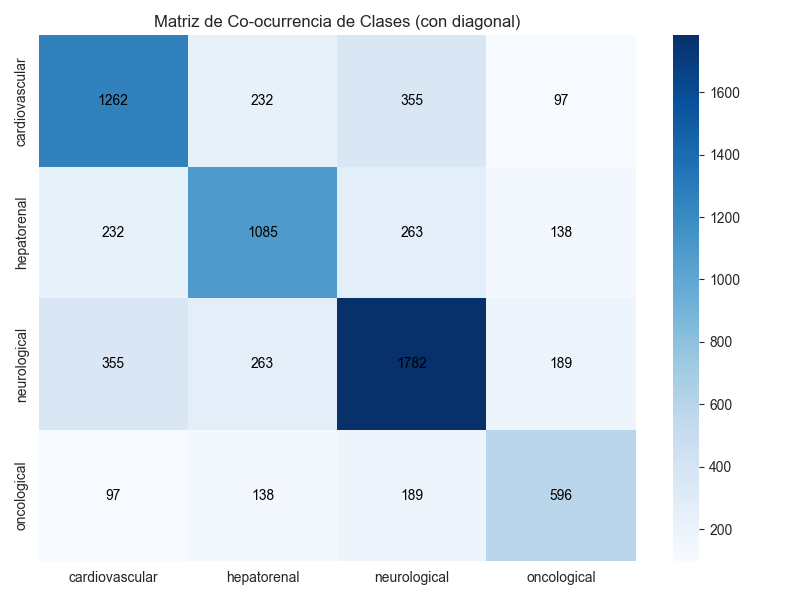 Matriz de Co-ocurrencia de Clases (con diagonal)
cardiovascular
1262 232 355 97
hepatorenal
232 1085 263 138
neurological
355 263 1782 189
oncological
97 138 189 596
cardiovascular hepatorenal neurological oncological
1600
1400
1200
1000
800
600
400
200